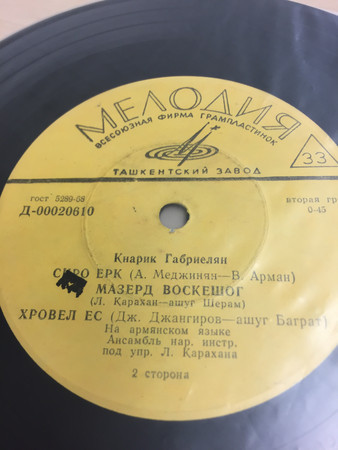 МЕЛОДИЯ
ВСЕСОЮЗНАЯ ФИРМА ГРАМПЛАСТИНОК
33
ТАШКЕНТСКИЙ ЗАВОД
гост 5289-58
вторая гр
Д-00020610
0-45
Кнарик Габриелян
СИРО ЕРК (А. Меджинян—В. Арман)
МАЗЕРД ВОСКЕШОГ
(Л. Карахан—ашуг Шерам)
ХРОВЕЛ ЕС (Дж. Джангиров—ашуг Баграт)
На армянском языке
Ансамбль нар. инстр.
под упр. Л. Карахана
2 сторона